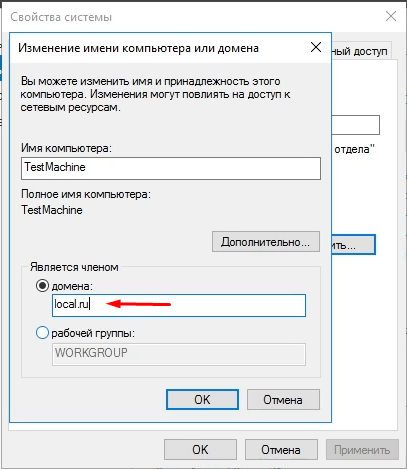 Свойства системы
Изменение имени компьютера или домена
ный доступ
Вы можете изменить имя и принадлежность этого
компьютера. Изменения могут повлиять на доступ к
сетевым ресурсам.
Имя компьютера:
TestMachine
отдела"
Полное имя компьютера:
TestMachine
Дополнительно...
ть...
Является членом
домена:
local.ru
рабочей группы:
WORKGROUP
OK
Отмена
OK
Отмена
Применить